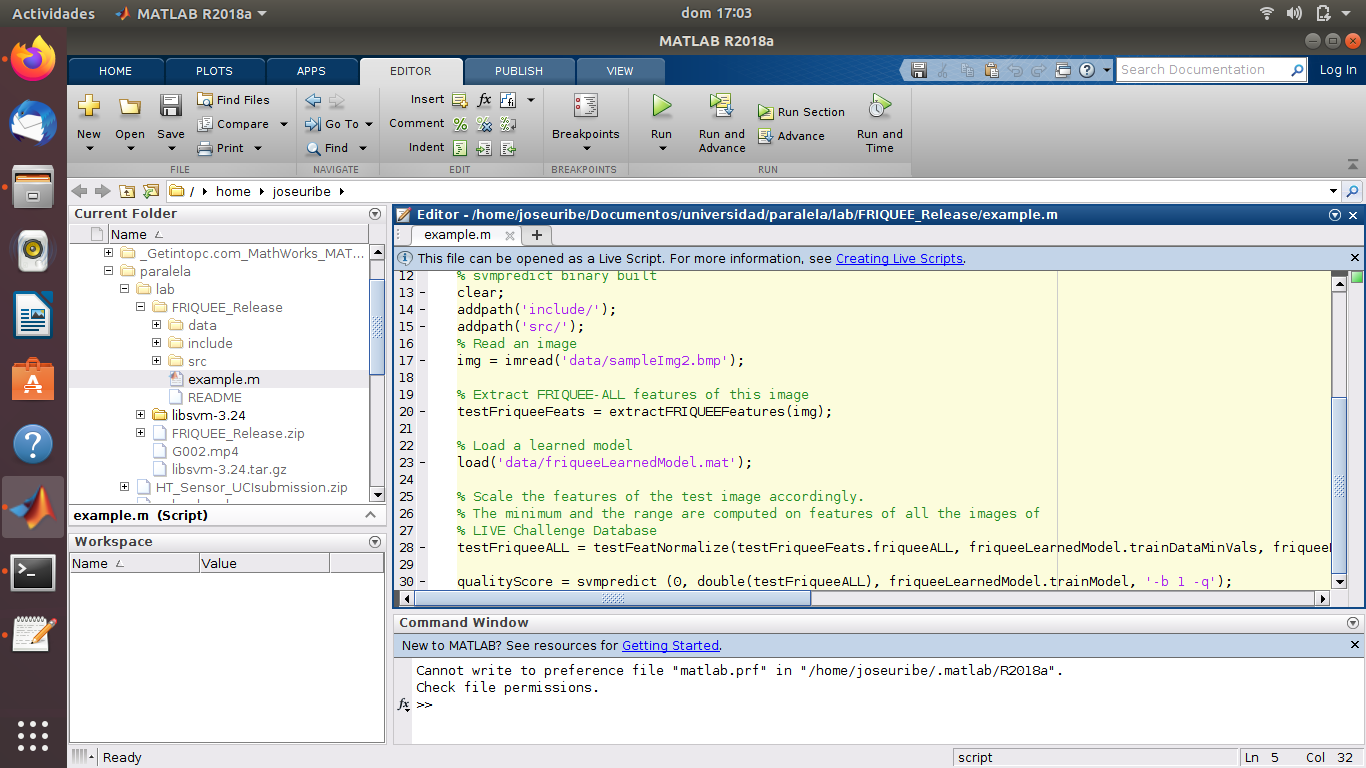 Actividades MATLAB R2018a dom 17:03
MATLAB R2018a
HOME PLOTS APPS EDITOR PUBLISH VIEW Search Documentation Log In
New Open Save Find Files Compare Print
FILE
Go To Find
NAVIGATE
Insert fx
Comment
Indent
EDIT
Breakpoints
BREAKPOINTS
Run Run and Advance Run Section Advance Run and Time
RUN
/ home joseuribe
Current Folder
Name
_Getintopc.com_MathWorks_MAT...
paralela
lab
FRIQUEE_Release
data
include
src
example.m
README
libsvm-3.24
FRIQUEE_Release.zip
G002.mp4
libsvm-3.24.tar.gz
HT_Sensor_UCIsubmission.zip
example.m (Script)
Workspace
Name Value
Editor - /home/joseuribe/Documentos/universidad/paralela/lab/FRIQUEE_Release/example.m
example.m
This file can be opened as a Live Script. For more information, see Creating Live Scripts.
12 % svmpredict binary built
13 - clear;
14 - addpath('include/');
15 - addpath('src/');
16 % Read an image
17 - img = imread('data/sampleImg2.bmp');
18
19 % Extract FRIQUEE-ALL features of this image
20 - testFriqueeFeats = extractFRIQUEEFeatures(img);
21
22 % Load a learned model
23 - load('data/friqueeLearnedModel.mat');
24
25 % Scale the features of the test image accordingly.
26 % The minimum and the range are computed on features of all the images of
27 % LIVE Challenge Database
28 - testFriqueeALL = testFeatNormalize(testFriqueeFeats.friqueeALL, friqueeLearnedModel.trainDataMinVals, friquee
29
30 - qualityScore = svmpredict (0, double(testFriqueeALL), friqueeLearnedModel.trainModel, '-b 1 -q');
Command Window
New to MATLAB? See resources for Getting Started.
Cannot write to preference file "matlab.prf" in "/home/joseuribe/.matlab/R2018a".
Check file permissions.
fx >>
Ready script Ln 5 Col 32